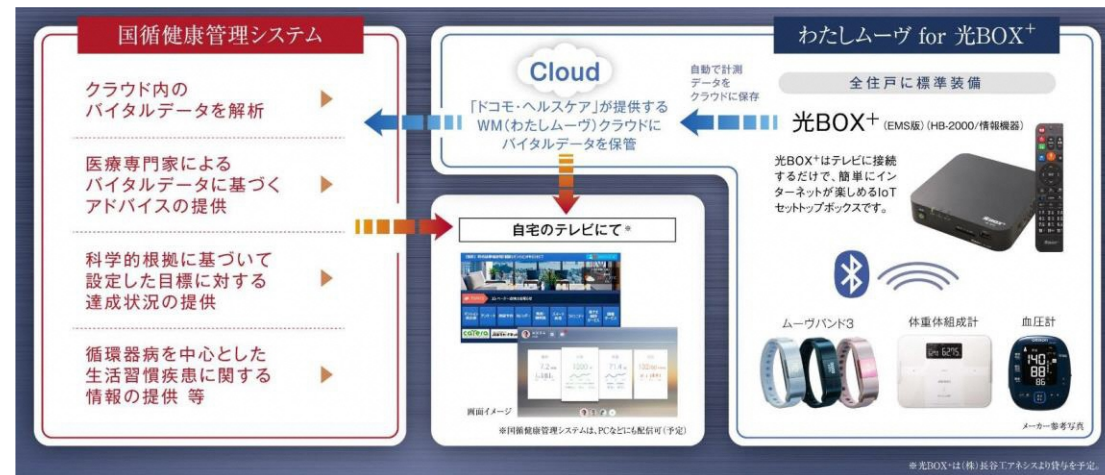 国循健康管理システム
クラウド内の
バイタルデータを解析
医療専門家による
バイタルデータに基づく
アドバイスの提供
科学的根拠に基づいて
設定した目標に対する
達成状況の提供
循環器病を中心とした
生活習慣疾患に関する
情報の提供 等
わたしムーヴ for 光BOX+
Cloud
「ドコモ・ヘルスケア」が提供する
WM(わたしムーヴ)クラウドに
バイタルデータを保管
自動で計測
データを
クラウドに保存
全住戸に標準装備
光BOX+ (EMS版)(HB-2000/情報機器)
光BOX+はテレビに接続
するだけで、簡単にイン
ターネットが楽しめるIoT
セットトップボックスです。
自宅のテレビにて※
画面イメージ
※国循健康管理システムは、PCなどにも配信可(予定)
ムーヴバンド3
体重体組成計
血圧計
メーカー参考写真
※光BOX+は(株)長谷工アネシスより貸与を予定。